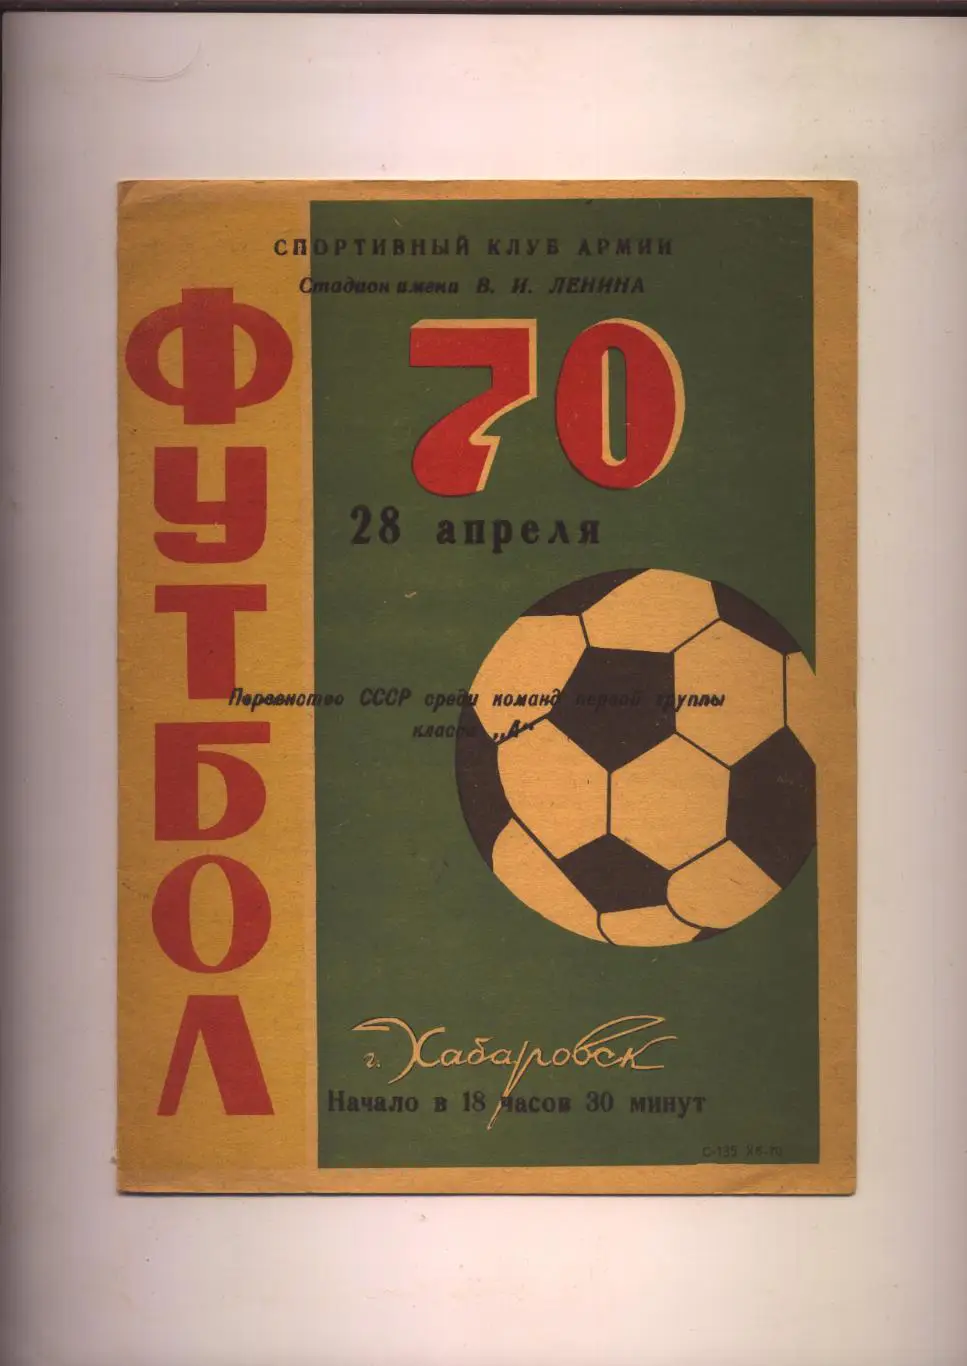 ФУТБОЛ
СПОРТИВНЫЙ КЛУБ АРМИИ
Стадион имени В. И. ЛЕНИНА
70
28 апреля
Первенство СССР среди команд первой группы
класса „А“
г. Хабаровск
Начало в 18 часов 30 минут
С-135